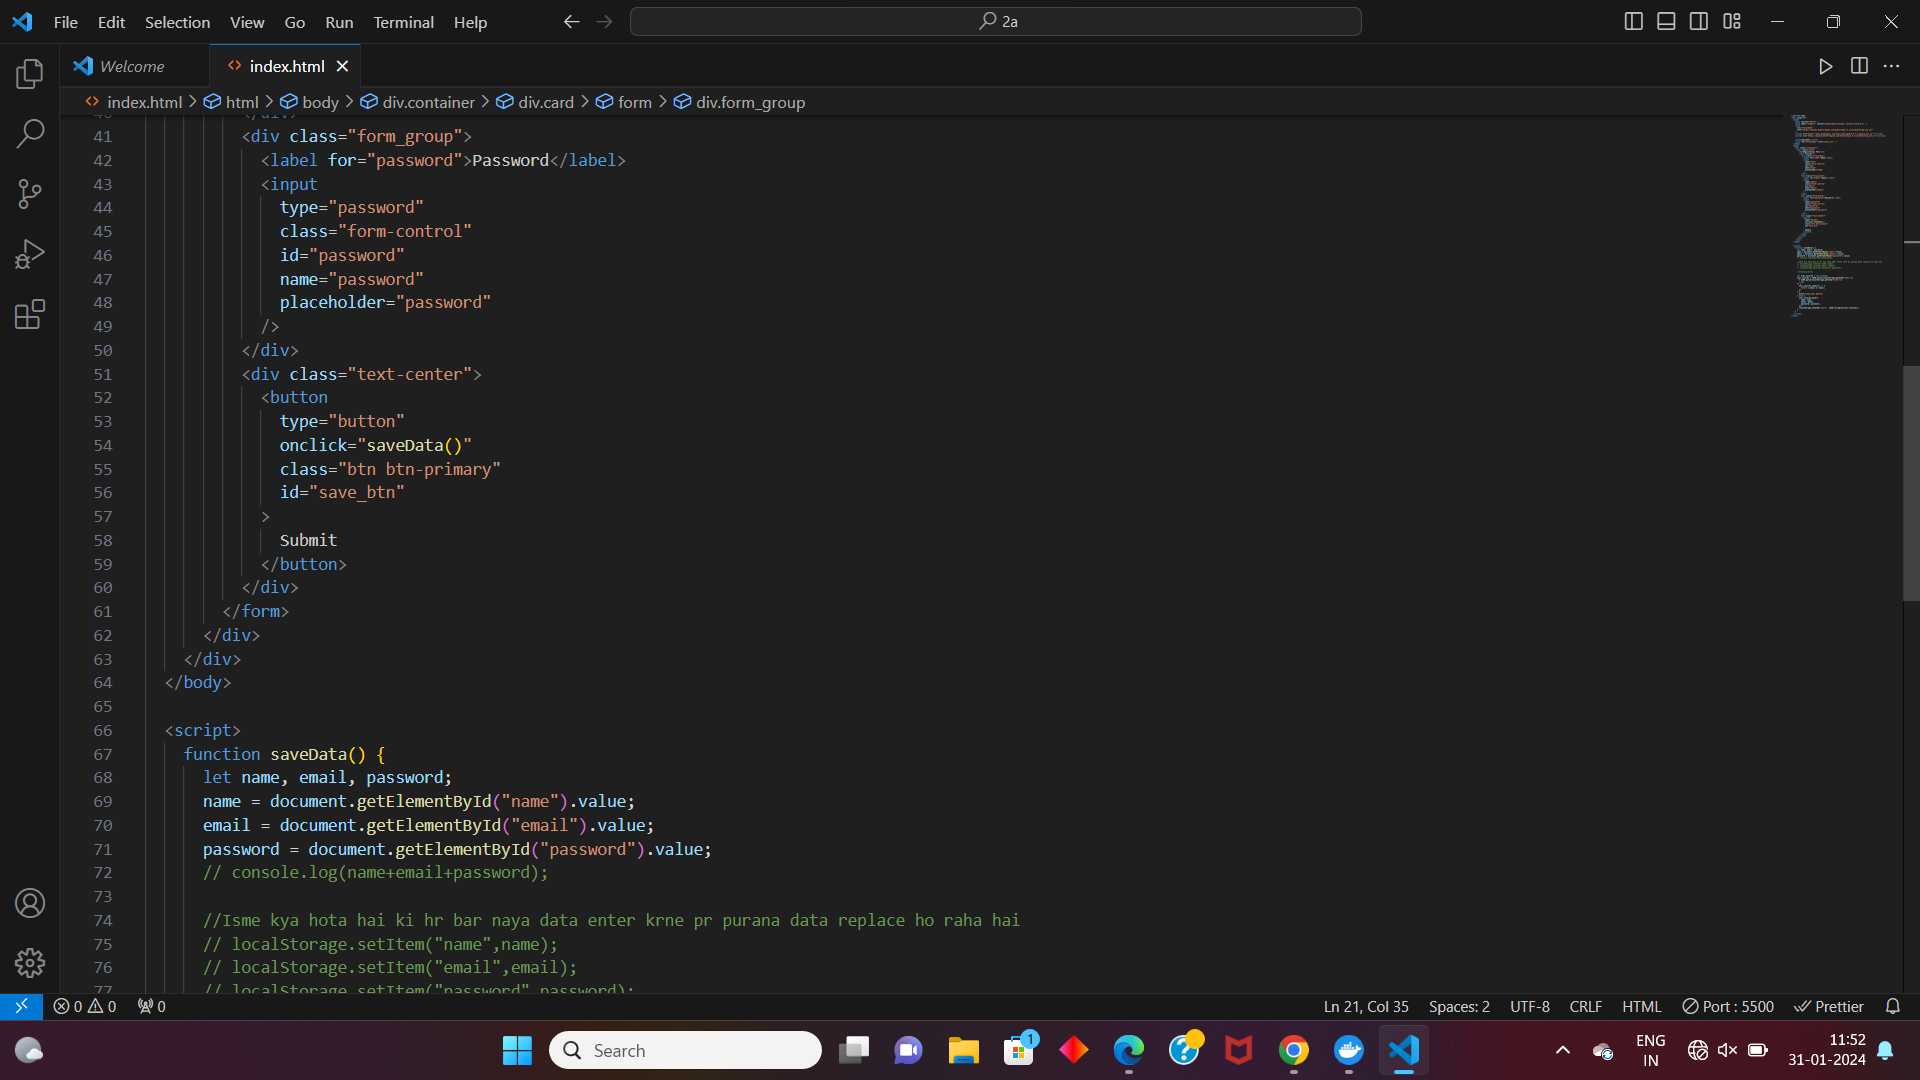 File Edit Selection View Go Run Terminal Help
2a
Welcome
index.html
index.html > html > body > div.container > div.card > form > div.form_group
41 <div class="form_group">
42 <label for="password">Password</label>
43 <input
44 type="password"
45 class="form-control"
46 id="password"
47 name="password"
48 placeholder="password"
49 />
50 </div>
51 <div class="text-center">
52 <button
53 type="button"
54 onclick="saveData()"
55 class="btn btn-primary"
56 id="save_btn"
57 >
58 Submit
59 </button>
60 </div>
61 </form>
62 </div>
63 </div>
64 </body>
65
66 <script>
67 function saveData() {
68 let name, email, password;
69 name = document.getElementById("name").value;
70 email = document.getElementById("email").value;
71 password = document.getElementById("password").value;
72 // console.log(name+email+password);
73
74 //Isme kya hota hai ki hr bar naya data enter krne pr purana data replace ho raha hai
75 // localStorage.setItem("name",name);
76 // localStorage.setItem("email",email);
77 // localStorage.setItem("password",password);
0 0 0
Ln 21, Col 35 Spaces: 2 UTF-8 CRLF HTML Port : 5500 Prettier
Search
1
ENG
IN
11:52
31-01-2024